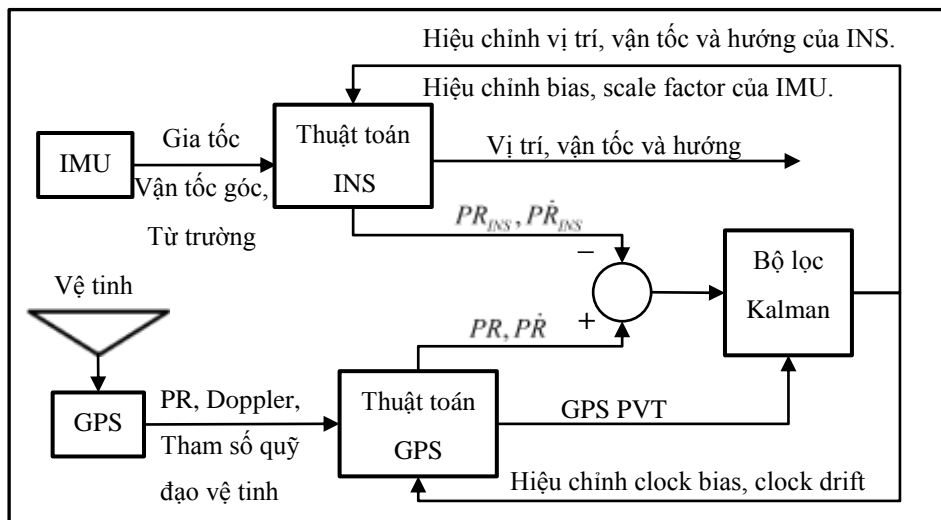 Hiệu chỉnh vị trí, vận tốc và hướng của INS.
Hiệu chỉnh bias, scale factor của IMU.
IMU
Gia tốc
Vận tốc góc,
Từ trường
Thuật toán
INS
Vị trí, vận tốc và hướng
PR_INS, PṘ_INS
−
+
Bộ lọc
Kalman
Vệ tinh
PR, PṘ
GPS
PR, Doppler,
Tham số quỹ
đạo vệ tinh
Thuật toán
GPS
GPS PVT
Hiệu chỉnh clock bias, clock drift